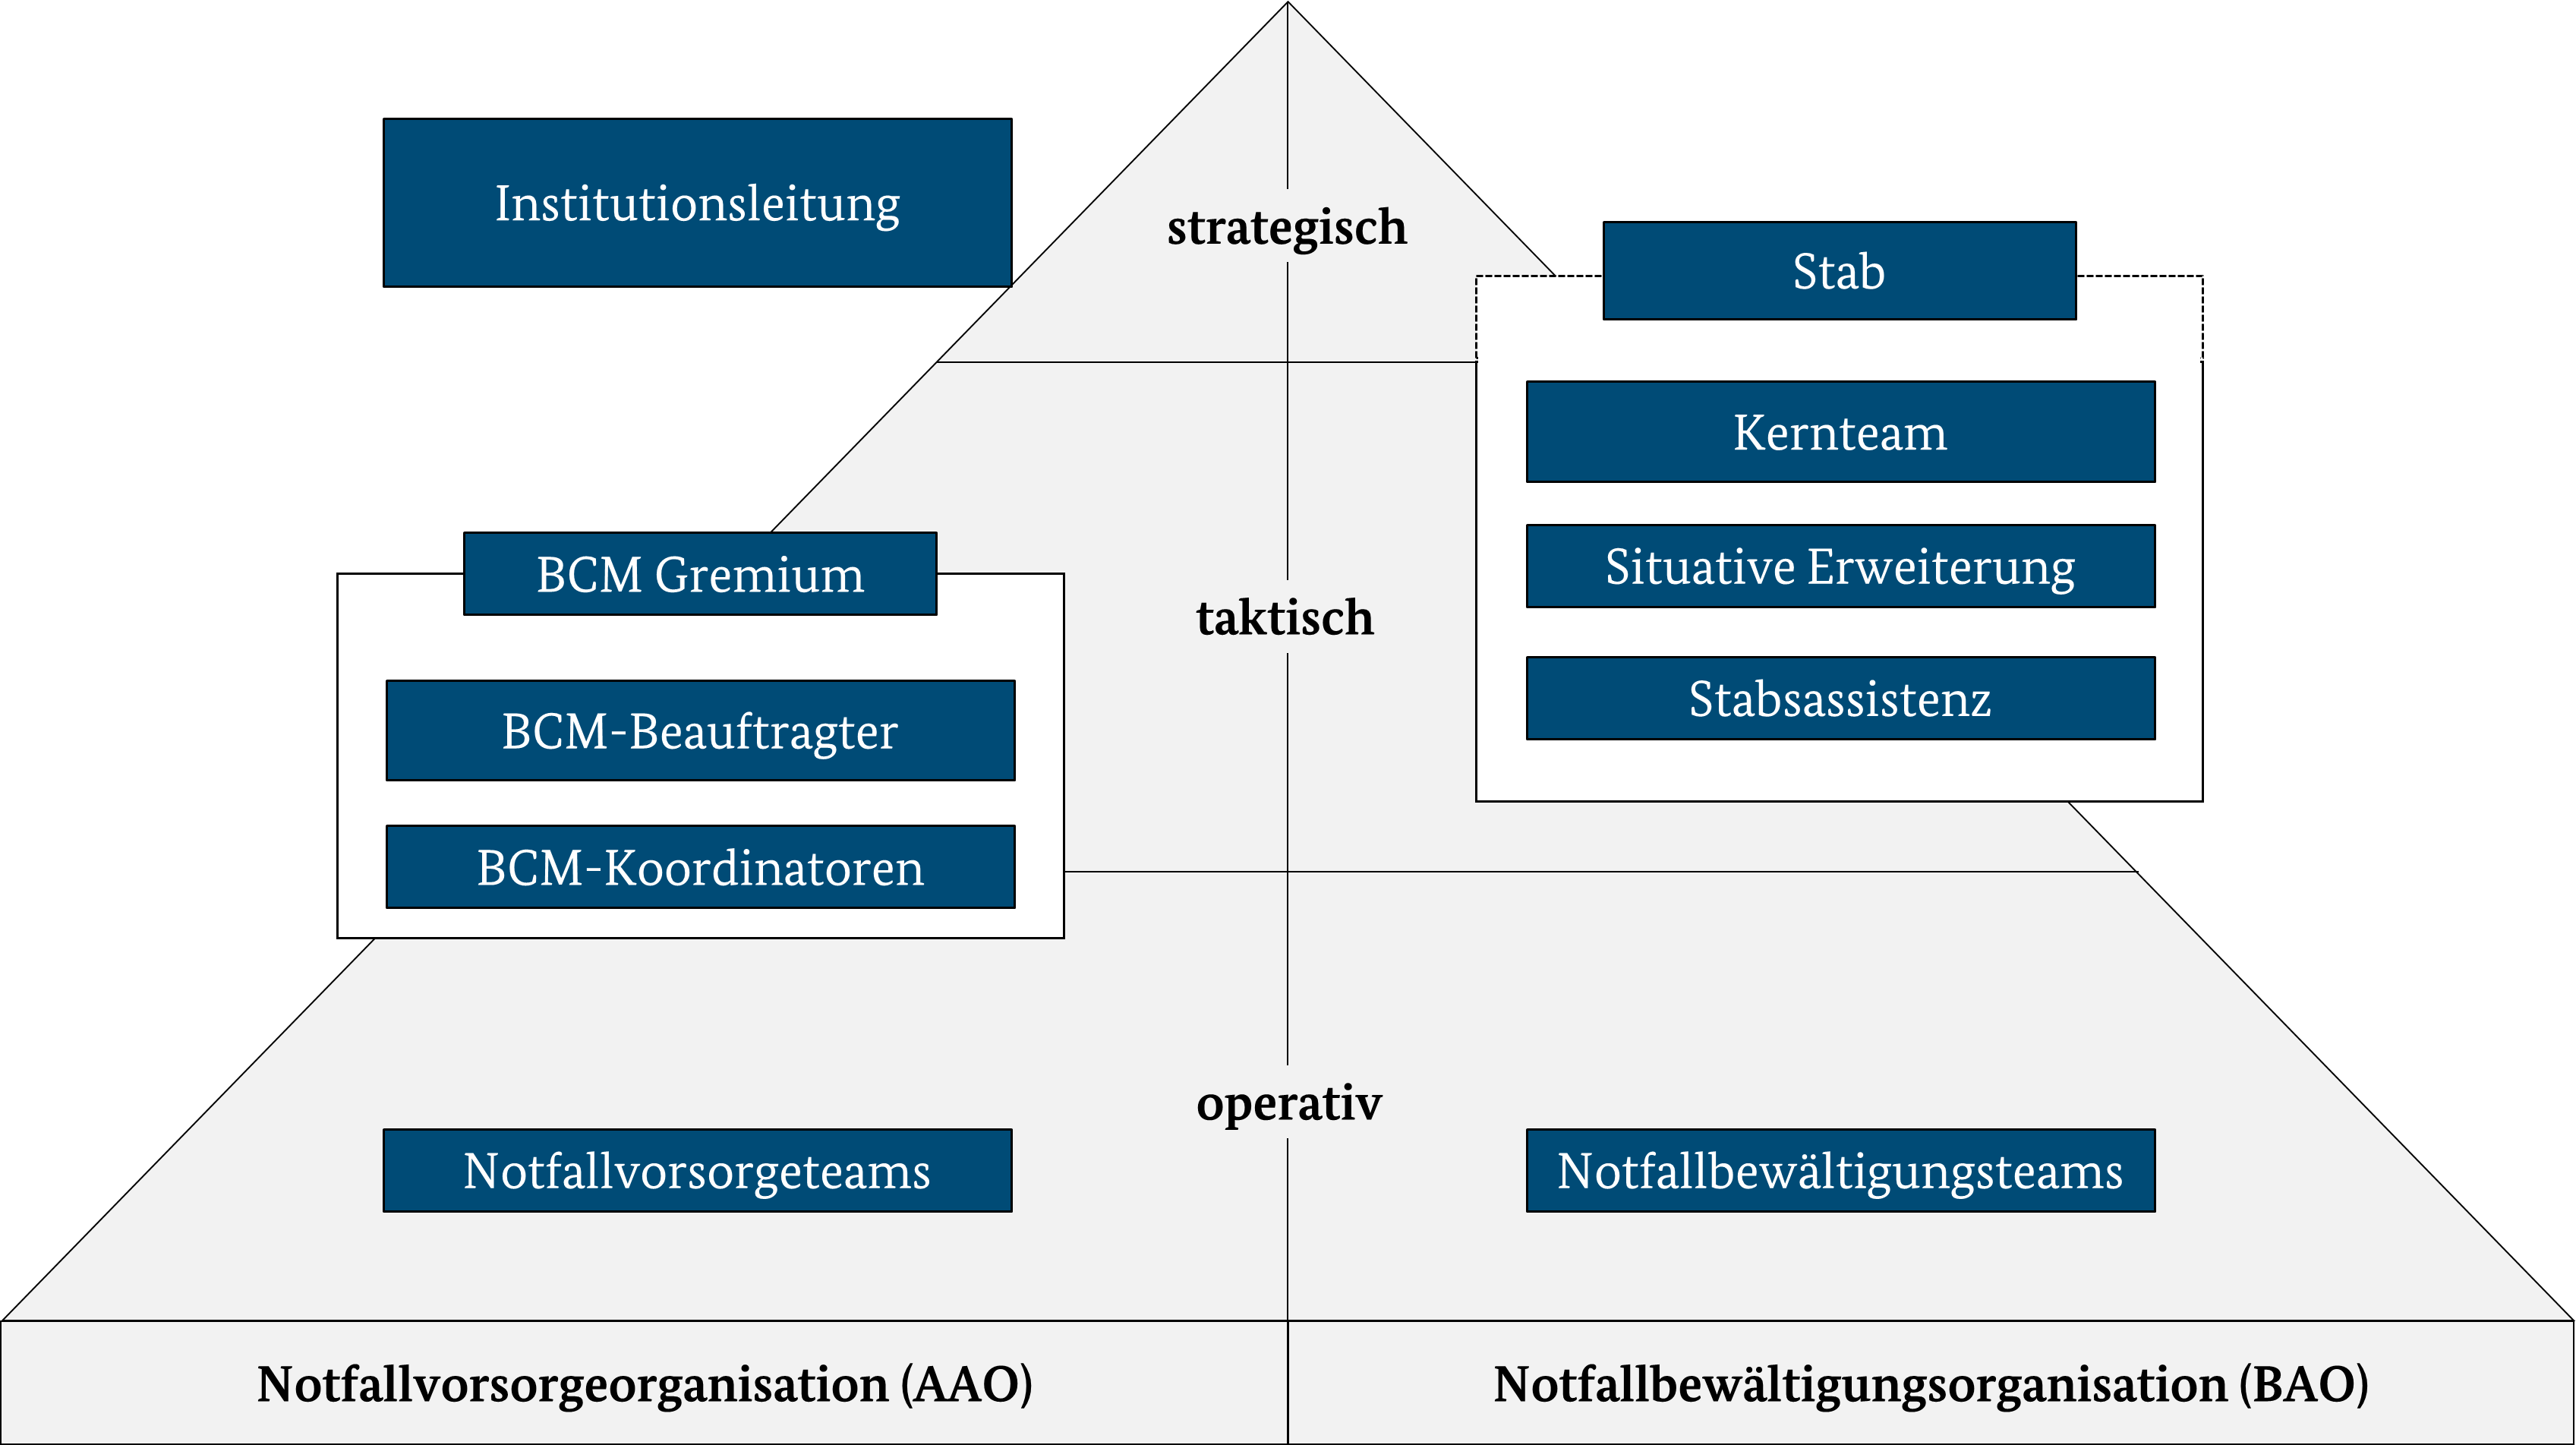 Institutionsleitung
strategisch
Stab
Kernteam
BCM Gremium
Situative Erweiterung
taktisch
BCM-Beauftragter
Stabsassistenz
BCM-Koordinatoren
operativ
Notfallvorsorgeteams
Notfallbewältigungsteams
Notfallvorsorgeorganisation (AAO)
Notfallbewältigungsorganisation (BAO)